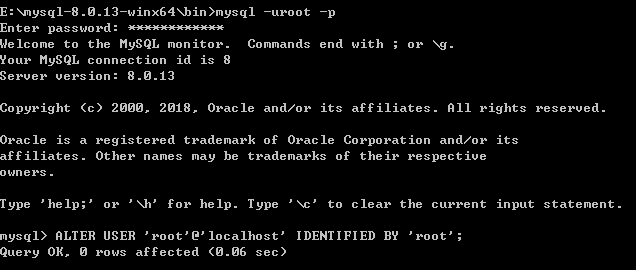 E:\mysql-8.0.13-winx64\bin>mysql -uroot -p
Enter password: ************
Welcome to the MySQL monitor.  Commands end with ; or \g.
Your MySQL connection id is 8
Server version: 8.0.13
Copyright (c) 2000, 2018, Oracle and/or its affiliates. All rights reserved.
Oracle is a registered trademark of Oracle Corporation and/or its
affiliates. Other names may be trademarks of their respective
owners.
Type 'help;' or '\h' for help. Type '\c' to clear the current input statement.
mysql> ALTER USER 'root'@'localhost' IDENTIFIED BY 'root';
Query OK, 0 rows affected (0.06 sec)